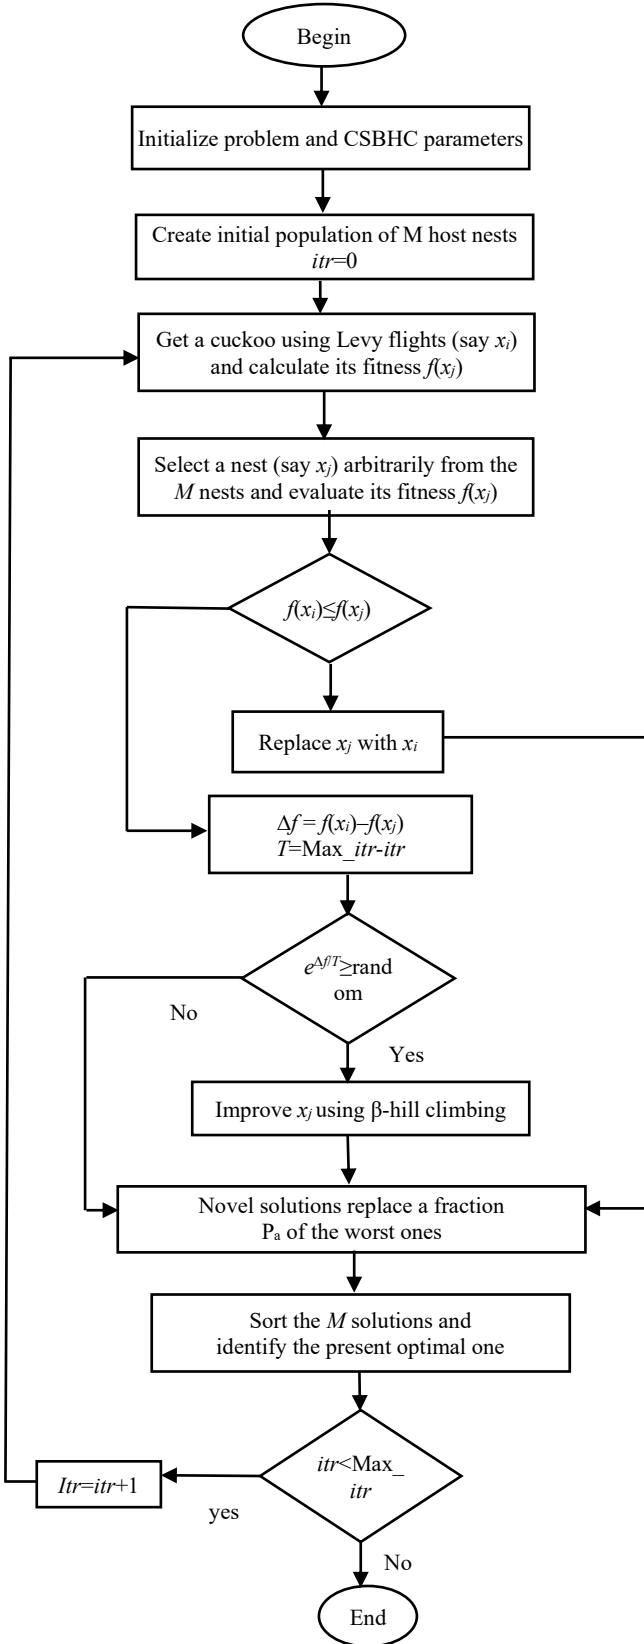 Begin
Initialize problem and CSBHC parameters
Create initial population of M host nests
itr=0
Get a cuckoo using Levy flights (say xi)
and calculate its fitness f(xj)
Select a nest (say xj) arbitrarily from the
M nests and evaluate its fitness f(xj)
f(xi)≤f(xj)
Replace xj with xi
Δf = f(xi)–f(xj)
T=Max_itr-itr
e^Δf/T≥rand
om
No
Yes
Improve xj using β-hill climbing
Novel solutions replace a fraction
Pa of the worst ones
Sort the M solutions and
identify the present optimal one
itr<Max_
itr
Itr=itr+1
yes
No
End